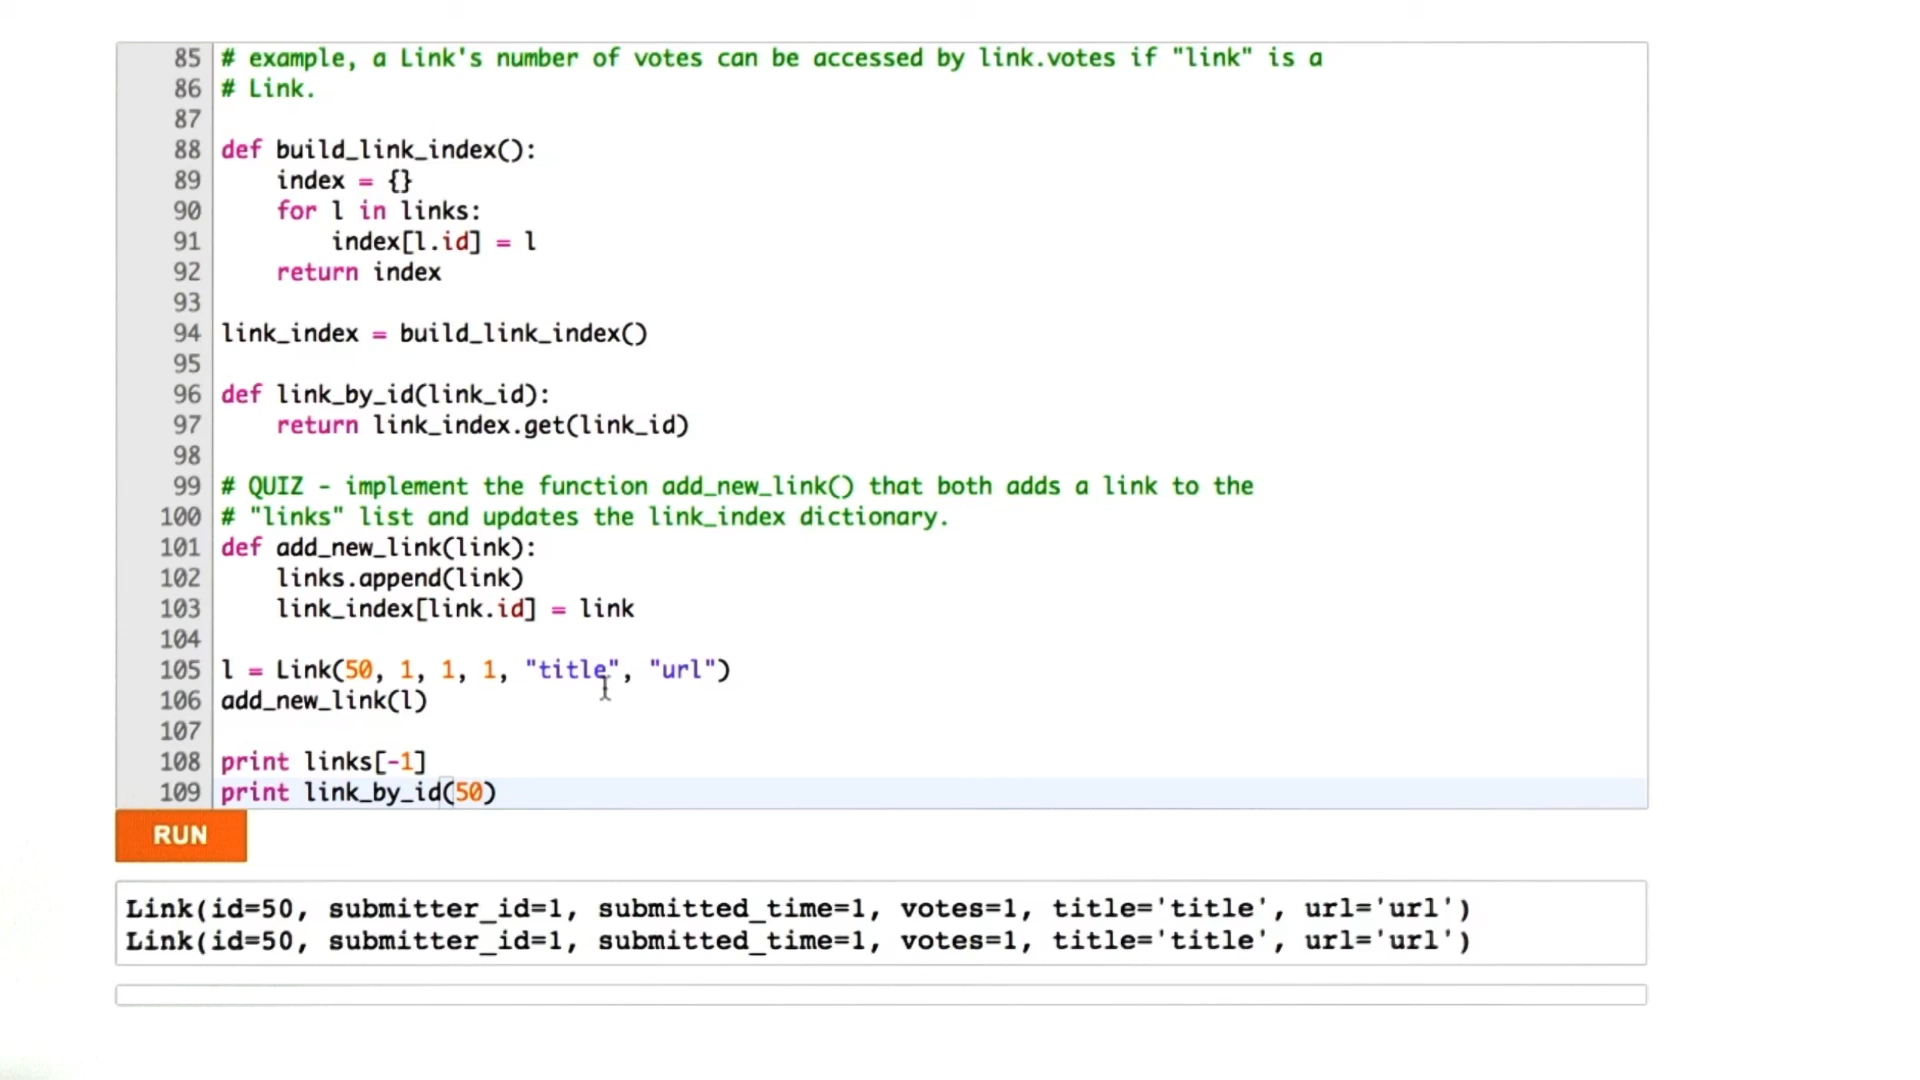 85 # example, a Link's number of votes can be accessed by link.votes if "link" is a
86 # Link.
87
88 def build_link_index():
89     index = {}
90     for l in links:
91         index[l.id] = l
92     return index
93
94 link_index = build_link_index()
95
96 def link_by_id(link_id):
97     return link_index.get(link_id)
98
99 # QUIZ - implement the function add_new_link() that both adds a link to the
100 # "links" list and updates the link_index dictionary.
101 def add_new_link(link):
102     links.append(link)
103     link_index[link.id] = link
104
105 l = Link(50, 1, 1, 1, "title", "url")
106 add_new_link(l)
107
108 print links[-1]
109 print link_by_id(50)
RUN
Link(id=50, submitter_id=1, submitted_time=1, votes=1, title='title', url='url')
Link(id=50, submitter_id=1, submitted_time=1, votes=1, title='title', url='url')